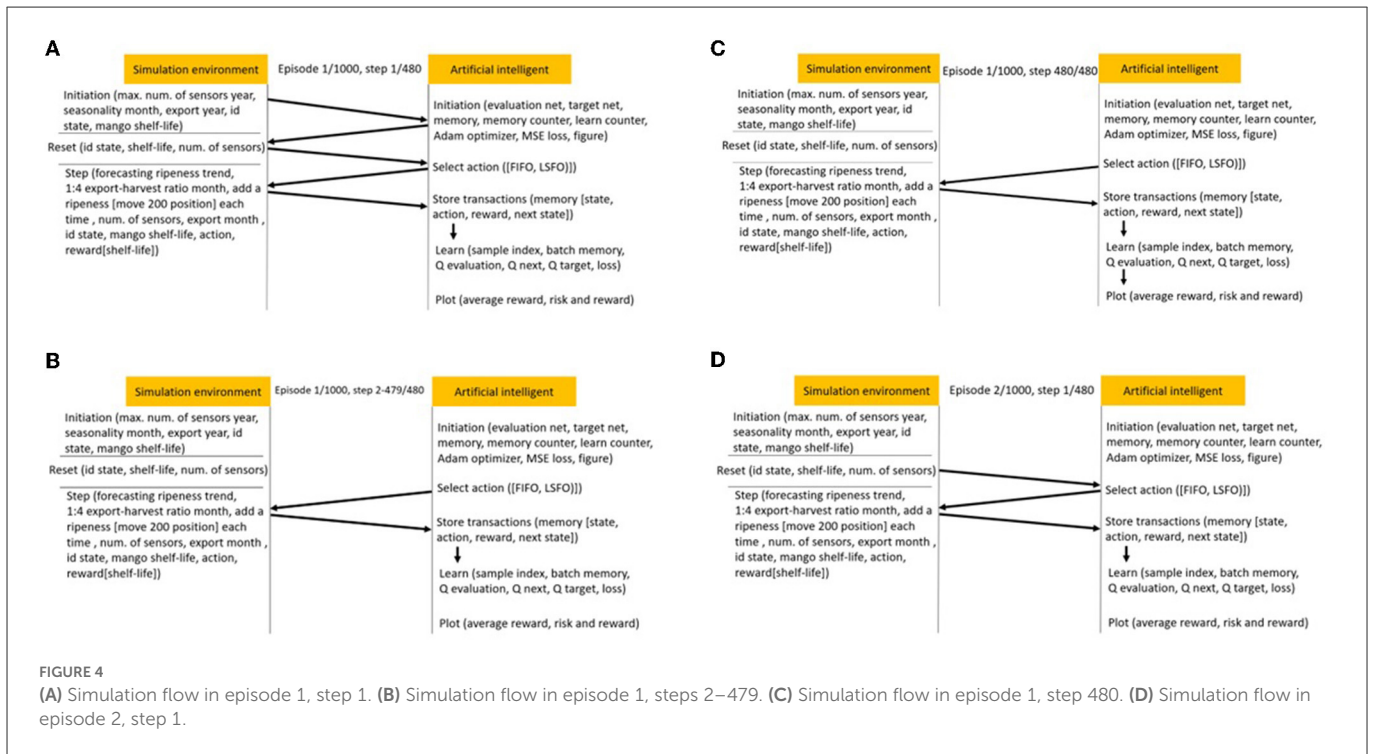 A
Simulation environment
Episode 1/1000, step 1/480
Artificial intelligent
Initiation (max. num. of sensors year,
seasonality month, export year, id
state, mango shelf-life)
Reset (id state, shelf-life, num. of sensors)
Step (forecasting ripeness trend,
1:4 export-harvest ratio month, add a
ripeness [move 200 position] each
time , num. of sensors, export month ,
id state, mango shelf-life, action,
reward[shelf-life])
Initiation (evaluation net, target net,
memory, memory counter, learn counter,
Adam optimizer, MSE loss, figure)
Select action ([FIFO, LSFO)])
Store transactions (memory [state,
action, reward, next state])
Learn (sample index, batch memory,
Q evaluation, Q next, Q target, loss)
Plot (average reward, risk and reward)
C
Simulation environment
Episode 1/1000, step 480/480
Artificial intelligent
Initiation (max. num. of sensors year,
seasonality month, export year, id
state, mango shelf-life)
Reset (id state, shelf-life, num. of sensors)
Step (forecasting ripeness trend,
1:4 export-harvest ratio month, add a
ripeness [move 200 position] each
time , num. of sensors, export month ,
id state, mango shelf-life, action,
reward[shelf-life])
Initiation (evaluation net, target net,
memory, memory counter, learn counter,
Adam optimizer, MSE loss, figure)
Select action ([FIFO, LSFO)])
Store transactions (memory [state,
action, reward, next state])
Learn (sample index, batch memory,
Q evaluation, Q next, Q target, loss)
Plot (average reward, risk and reward)
B
Simulation environment
Episode 1/1000, step 2-479/480
Artificial intelligent
Initiation (max. num. of sensors year,
seasonality month, export year, id
state, mango shelf-life)
Reset (id state, shelf-life, num. of sensors)
Step (forecasting ripeness trend,
1:4 export-harvest ratio month, add a
ripeness [move 200 position] each
time , num. of sensors, export month ,
id state, mango shelf-life, action,
reward[shelf-life])
Initiation (evaluation net, target net,
memory, memory counter, learn counter,
Adam optimizer, MSE loss, figure)
Select action ([FIFO, LSFO)])
Store transactions (memory [state,
action, reward, next state])
Learn (sample index, batch memory,
Q evaluation, Q next, Q target, loss)
Plot (average reward, risk and reward)
D
Simulation environment
Episode 2/1000, step 1/480
Artificial intelligent
Initiation (max. num. of sensors year,
seasonality month, export year, id
state, mango shelf-life)
Reset (id state, shelf-life, num. of sensors)
Step (forecasting ripeness trend,
1:4 export-harvest ratio month, add a
ripeness [move 200 position] each
time , num. of sensors, export month ,
id state, mango shelf-life, action,
reward[shelf-life])
Initiation (evaluation net, target net,
memory, memory counter, learn counter,
Adam optimizer, MSE loss, figure)
Select action ([FIFO, LSFO)])
Store transactions (memory [state,
action, reward, next state])
Learn (sample index, batch memory,
Q evaluation, Q next, Q target, loss)
Plot (average reward, risk and reward)
FIGURE 4
(A) Simulation flow in episode 1, step 1. (B) Simulation flow in episode 1, steps 2–479. (C) Simulation flow in episode 1, step 480. (D) Simulation flow in
episode 2, step 1.